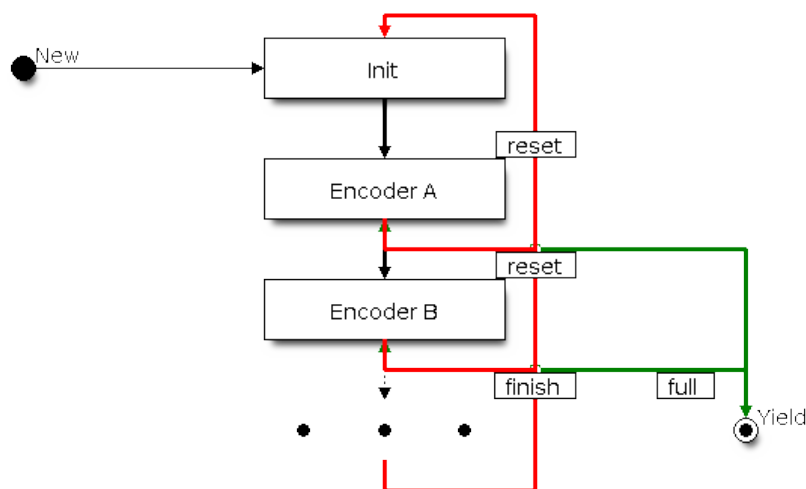 New
Init
reset
Encoder A
reset
Encoder B
finish
full
Yield